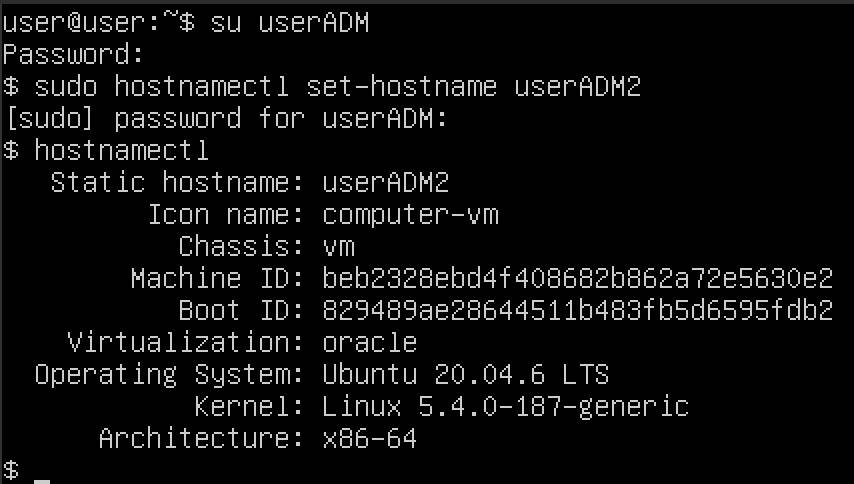 user@user:~$ su userADM
Password:
$ sudo hostnamectl set-hostname userADM2
[sudo] password for userADM:
$ hostnamectl
Static hostname: userADM2
Icon name: computer-vm
Chassis: vm
Machine ID: beb2328ebd4f408682b862a72e5630e2
Boot ID: 829489ae28644511b483fb5d6595fdb2
Virtualization: oracle
Operating System: Ubuntu 20.04.6 LTS
Kernel: Linux 5.4.0-187-generic
Architecture: x86-64
$ _